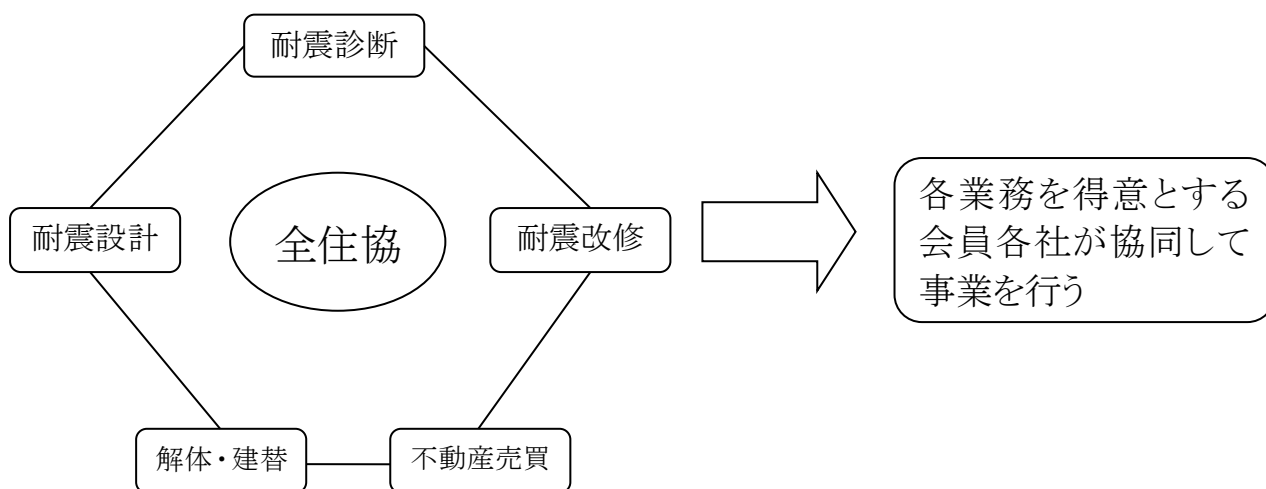 耐震診断
耐震設計
全住協
耐震改修
解体・建替
不動産売買
各業務を得意とする
会員各社が協同して
事業を行う